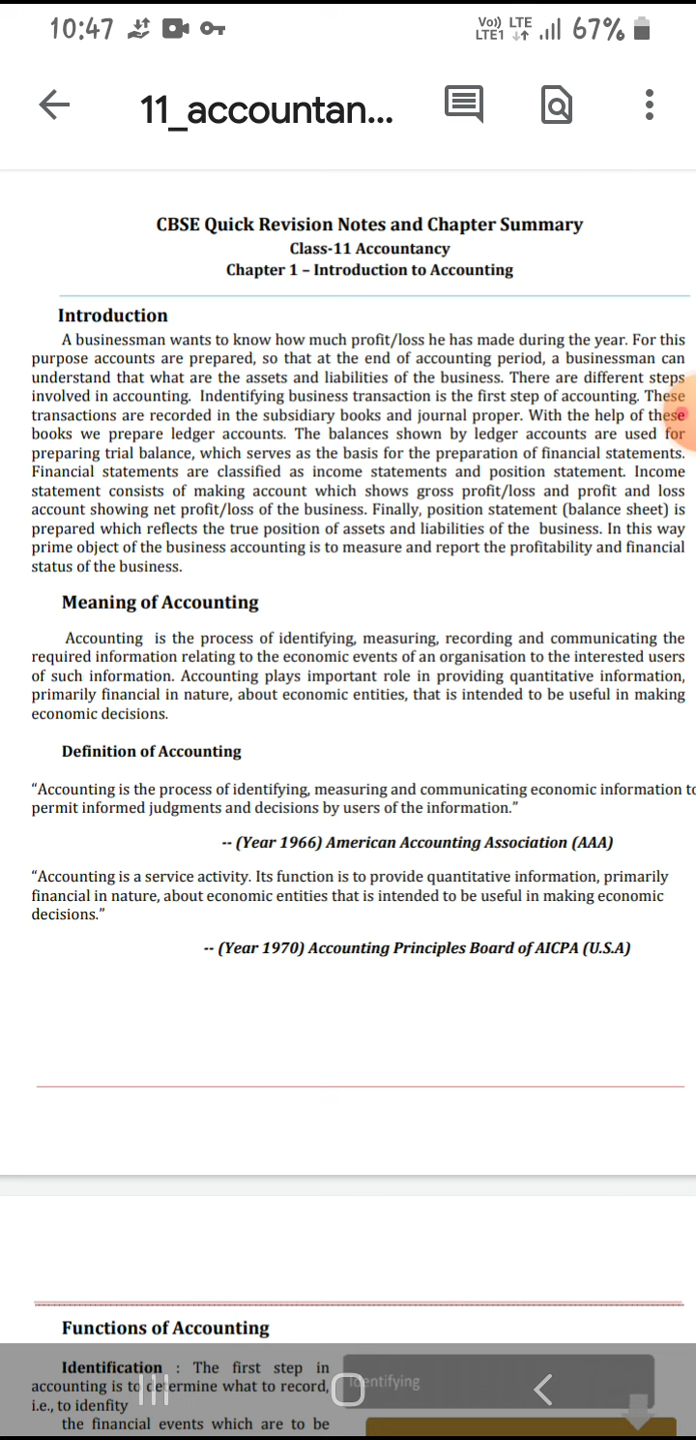 10:47
Vo)) LTE
LTE1
67%
11_accountan...
CBSE Quick Revision Notes and Chapter Summary
Class-11 Accountancy
Chapter 1 – Introduction to Accounting
Introduction
A businessman wants to know how much profit/loss he has made during the year. For this
purpose accounts are prepared, so that at the end of accounting period, a businessman can
understand that what are the assets and liabilities of the business. There are different steps
involved in accounting. Indentifying business transaction is the first step of accounting. These
transactions are recorded in the subsidiary books and journal proper. With the help of these
books we prepare ledger accounts. The balances shown by ledger accounts are used for
preparing trial balance, which serves as the basis for the preparation of financial statements.
Financial statements are classified as income statements and position statement. Income
statement consists of making account which shows gross profit/loss and profit and loss
account showing net profit/loss of the business. Finally, position statement (balance sheet) is
prepared which reflects the true position of assets and liabilities of the business. In this way
prime object of the business accounting is to measure and report the profitability and financial
status of the business.
Meaning of Accounting
Accounting is the process of identifying, measuring, recording and communicating the
required information relating to the economic events of an organisation to the interested users
of such information. Accounting plays important role in providing quantitative information,
primarily financial in nature, about economic entities, that is intended to be useful in making
economic decisions.
Definition of Accounting
“Accounting is the process of identifying, measuring and communicating economic information to
permit informed judgments and decisions by users of the information.”
-- (Year 1966) American Accounting Association (AAA)
“Accounting is a service activity. Its function is to provide quantitative information, primarily
financial in nature, about economic entities that is intended to be useful in making economic
decisions.”
-- (Year 1970) Accounting Principles Board of AICPA (U.S.A)
Functions of Accounting
Identification : The first step in
accounting is to determine what to record,
i.e., to idenfity
the financial events which are to be
Identifying